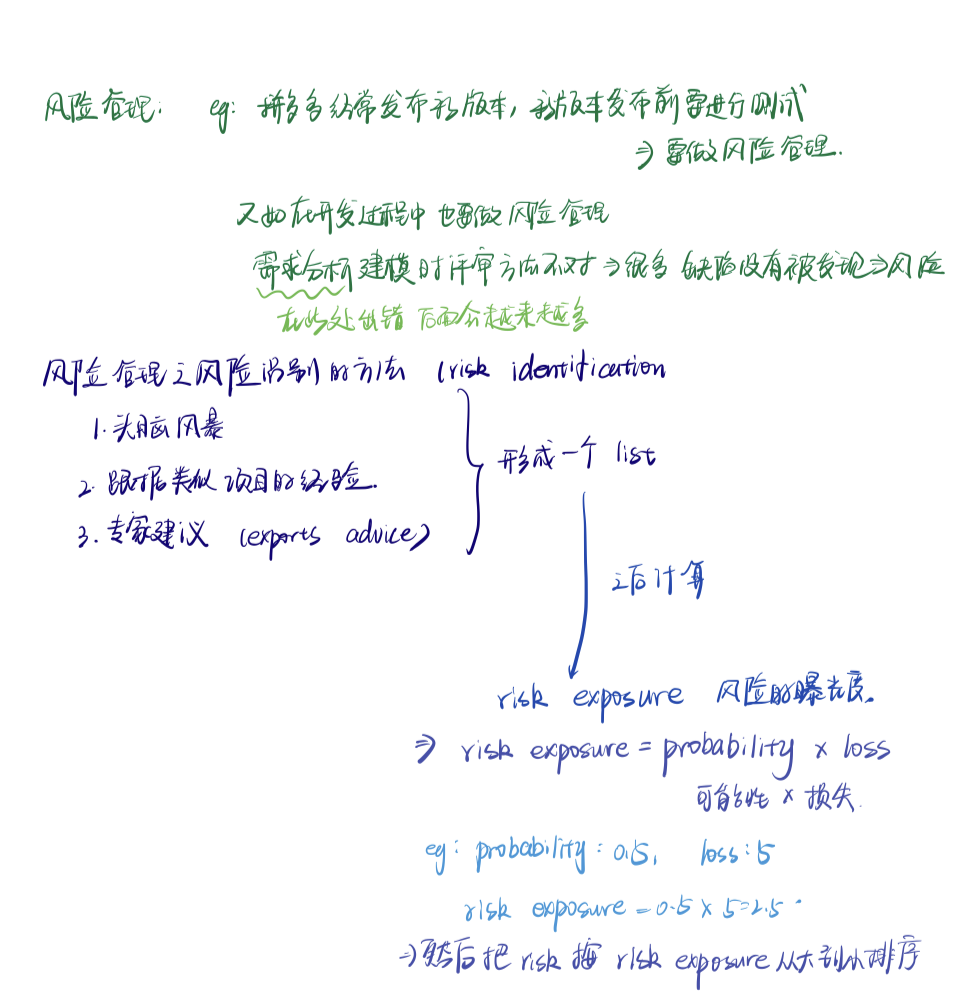 风险管理： eg： 拼多多经常发布新版本，新版本发布前要进行测试
⇒ 要做风险管理.
又如在开发过程中也要做风险管理
需求分析建模时评审方法不对⇒很多缺陷没有被发现⇒风险
在此处出错 后面会越来越多
风险管理之风险识别的方法 (risk identification
1. 头脑风暴
2. 跟据类似项目的经验.
3. 专家建议 (experts advice)
形成一个 list
之后计算
risk exposure 风险的曝光度.
⇒ risk exposure = probability × loss
可能性 × 损失.
eg: probability: 0.5, loss: 5
risk exposure = 0.5 × 5 = 2.5.
⇒然后把 risk 按 risk exposure 从大到小排序